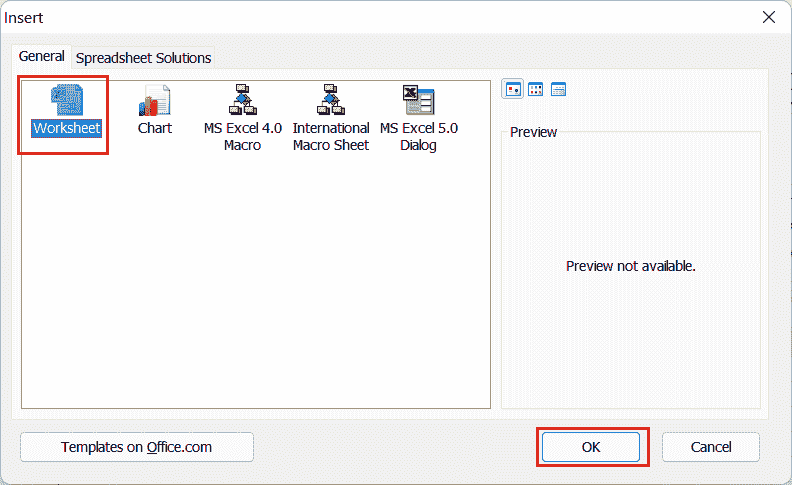 Insert
General Spreadsheet Solutions
Worksheet Chart MS Excel 4.0 International MS Excel 5.0
Macro Macro Sheet Dialog
Preview
Preview not available.
Templates on Office.com OK Cancel